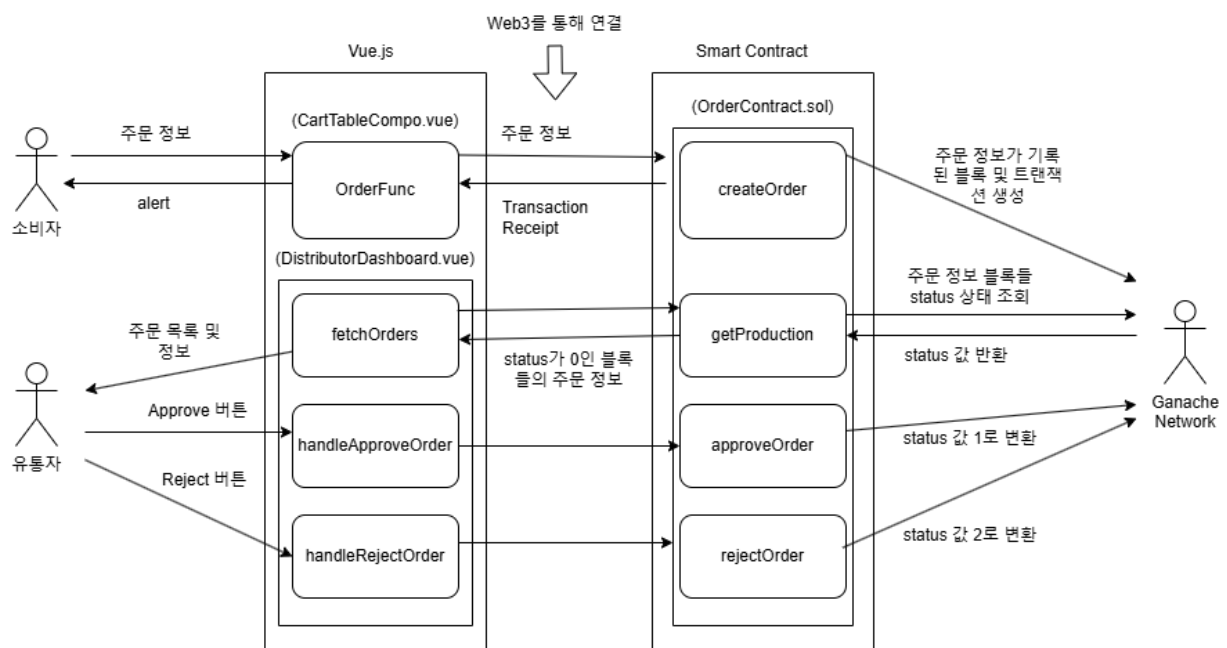 Web3를 통해 연결
Vue.js
Smart Contract
(CartTableCompo.vue)
(OrderContract.sol)
주문 정보
주문 정보
OrderFunc
createOrder
주문 정보가 기록
된 블록 및 트랜잭
션 생성
alert
Transaction
Receipt
소비자
(DistributorDashboard.vue)
주문 정보 블록들
status 상태 조회
주문 목록 및
정보
fetchOrders
getProduction
status가 0인 블록
들의 주문 정보
status 값 반환
Approve 버튼
Ganache
Network
handleApproveOrder
approveOrder
status 값 1로 변환
유통자
Reject 버튼
handleRejectOrder
rejectOrder
status 값 2로 변환